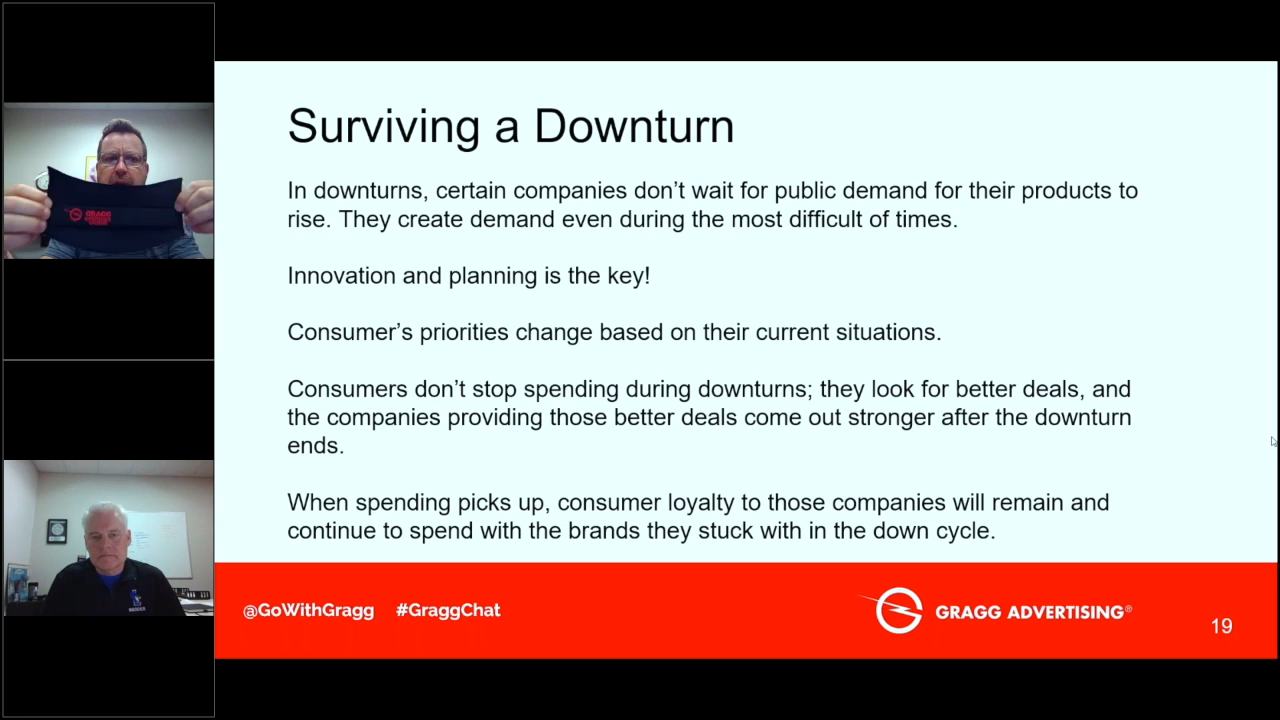 Surviving a Downturn
In downturns, certain companies don't wait for public demand for their products to
rise. They create demand even during the most difficult of times.
Innovation and planning is the key!
Consumer's priorities change based on their current situations.
Consumers don't stop spending during downturns; they look for better deals, and
the companies providing those better deals come out stronger after the downturn
ends.
When spending picks up, consumer loyalty to those companies will remain and
continue to spend with the brands they stuck with in the down cycle.
@GoWithGragg #GraggChat
GRAGG ADVERTISING®
19
GRAGG